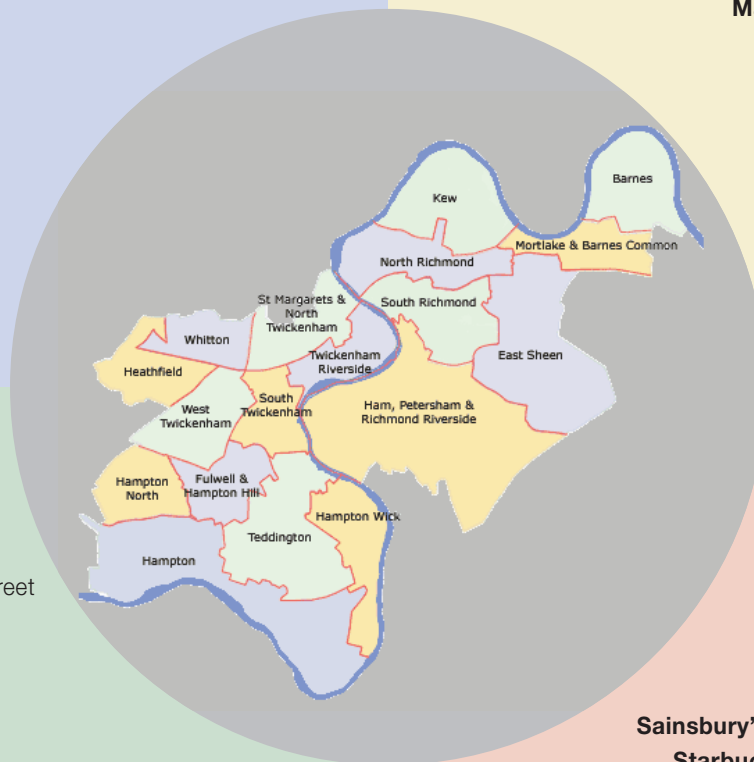 M
Barnes
Kew
Mortlake & Barnes Common
North Richmond
St Margarets &
North
Twickenham
South Richmond
Whitton
Twickenham
Riverside
East Sheen
Heathfield
West
Twickenham
South
Twickenham
Ham, Petersham &
Richmond Riverside
Hampton
North
Fulwell &
Hampton Hill
Hampton Wick
Teddington
Hampton
reet
Sainsbury'
Starbu